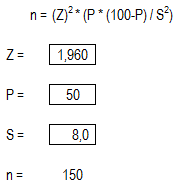 n = (Z)² * (P * (100-P) / S²)
Z = 1,960
P = 50
S = 8,0
n = 150